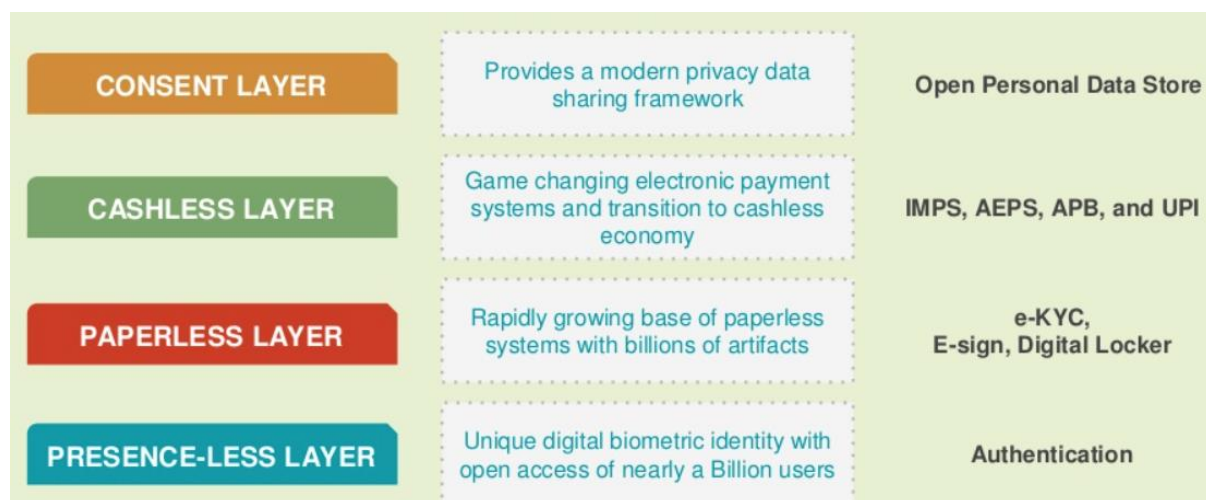 CONSENT LAYER
Provides a modern privacy data
sharing framework
Open Personal Data Store
CASHLESS LAYER
Game changing electronic payment
systems and transition to cashless
economy
IMPS, AEPS, APB, and UPI
PAPERLESS LAYER
Rapidly growing base of paperless
systems with billions of artifacts
e-KYC,
E-sign, Digital Locker
PRESENCE-LESS LAYER
Unique digital biometric identity with
open access of nearly a Billion users
Authentication